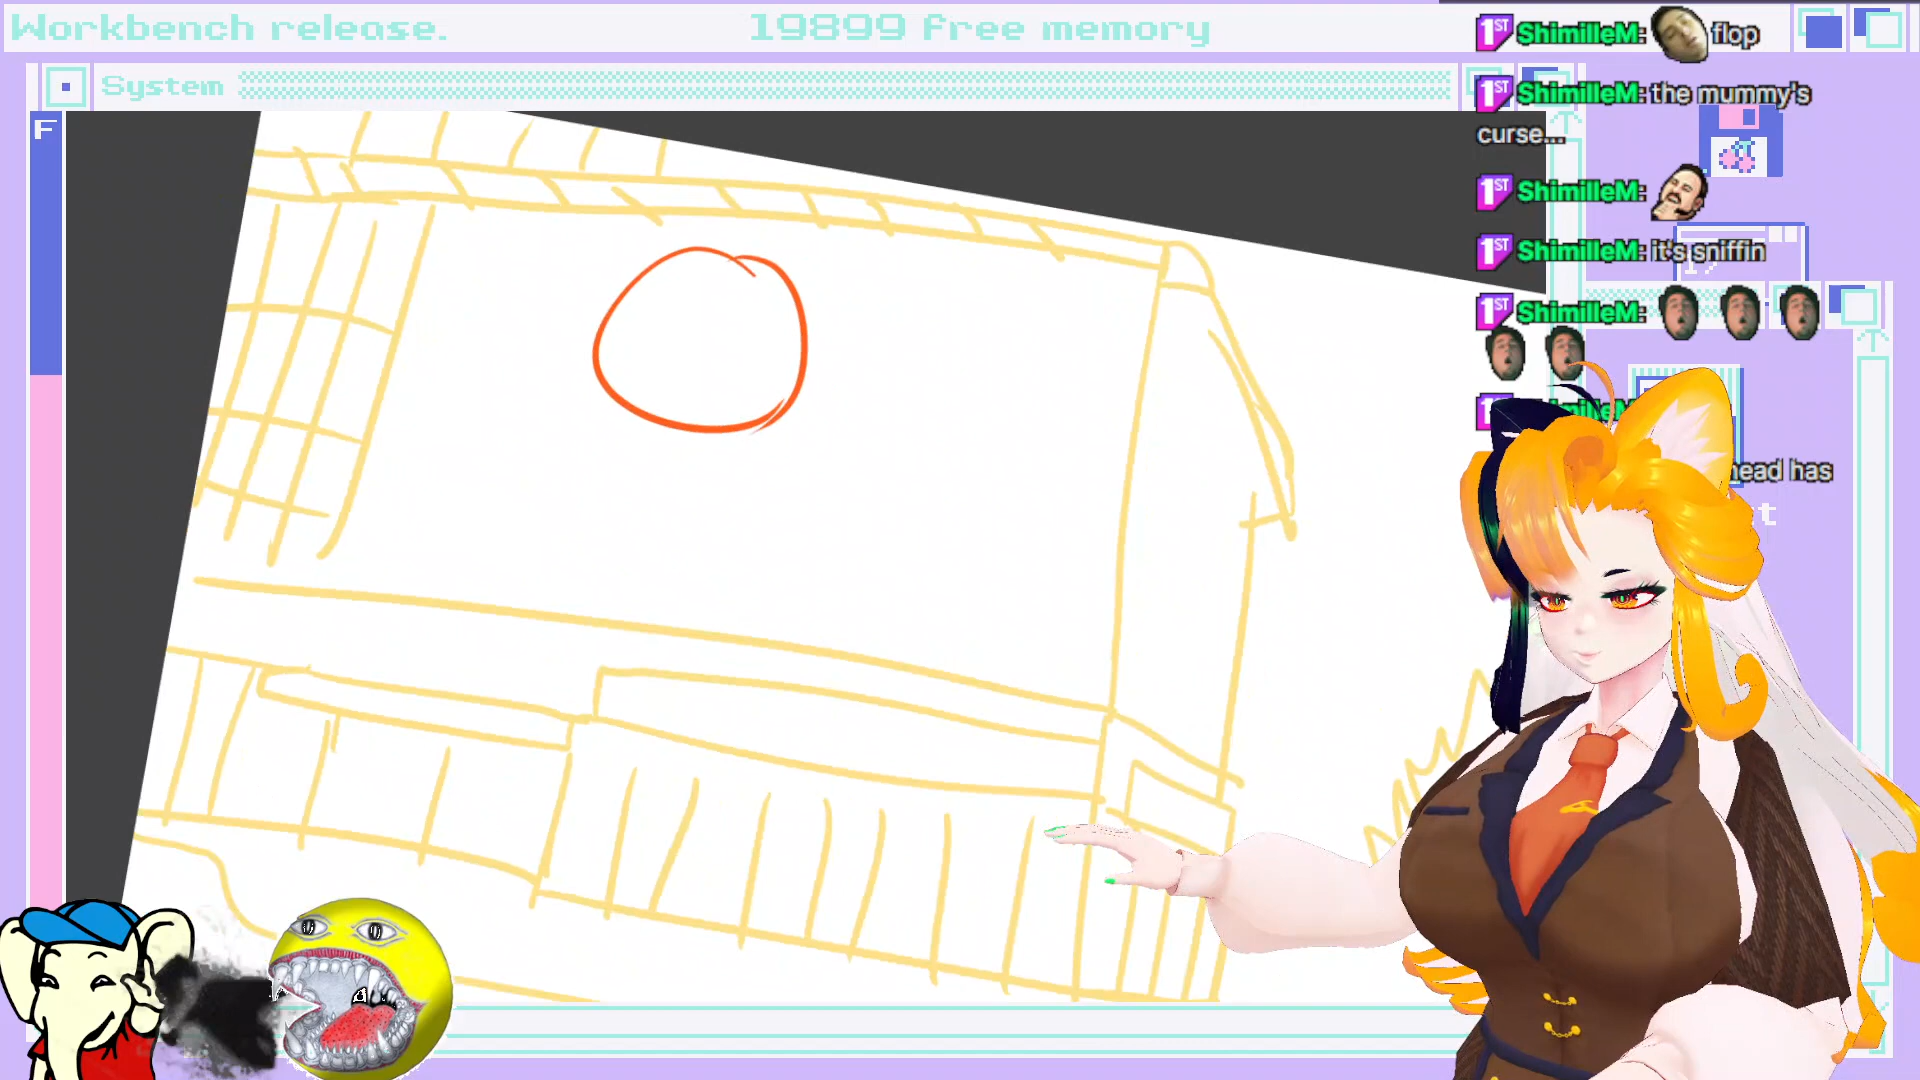 Workbench release.
19899 free memory
System
F
1ST ShimilleM: flop
1ST ShimilleM: the mummy's
curse...
1ST ShimilleM:
1ST ShimilleM: it's sniffin
1ST ShimilleM:
head has